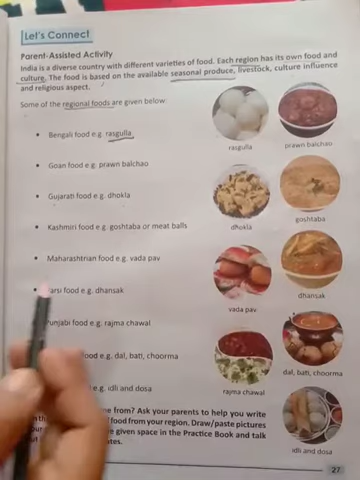 Let's Connect
Parent-Assisted Activity
India is a diverse country with different varieties of food. Each region has its own food and
culture. The food is based on the available seasonal produce, livestock, culture influence
and religious aspect.
Some of the regional foods are given below
• Bengali food e.g. rasgulla
• Goan food e.g. prawn balchao
• Gujarati food e.g. dhokla
• Kashmiri food e.g. goshtaba or meat balls
• Maharashtrian food e.g. vada pav
• arsi food e.g. dhansak
unjabi food e.g. rajma chawal
ood e.g. dal, bati, choorma
e.g. idli and dosa
rasgulla
prawn balchao
dhokla
goshtaba
vada pav
dhansak
rajma chawal
dal, bati, choorma
idli and dosa
from? Ask your parents to help you write
food from your region. Draw/paste pictures
given space in the Practice Book and talk
27